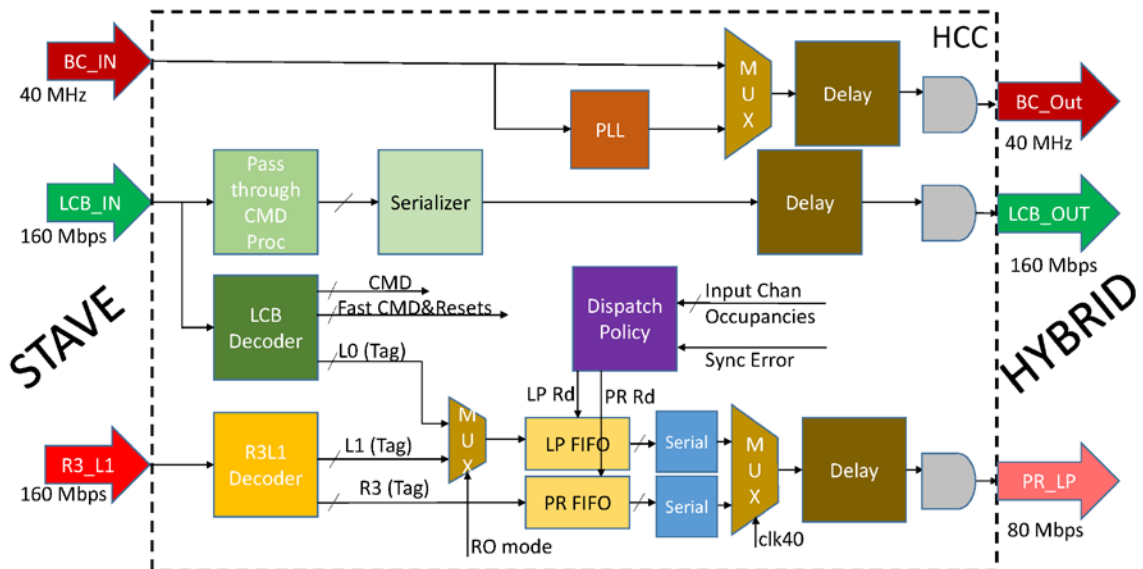 HCC
BC_IN
40 MHz
M
U
X
Delay
PLL
BC_Out
40 MHz
LCB_IN
160 Mbps
Pass
through
CMD
Proc
Serializer
Delay
LCB_OUT
160 Mbps
STAVE
HYBRID
LCB
Decoder
CMD
Fast CMD&Resets
L0 (Tag)
Dispatch
Policy
Input Chan
Occupancies
Sync Error
LP Rd
PR Rd
R3_L1
160 Mbps
R3L1
Decoder
L1 (Tag)
R3 (Tag)
M
U
X
RO mode
LP FIFO
PR FIFO
Serial
Serial
M
U
X
clk40
Delay
PR_LP
80 Mbps